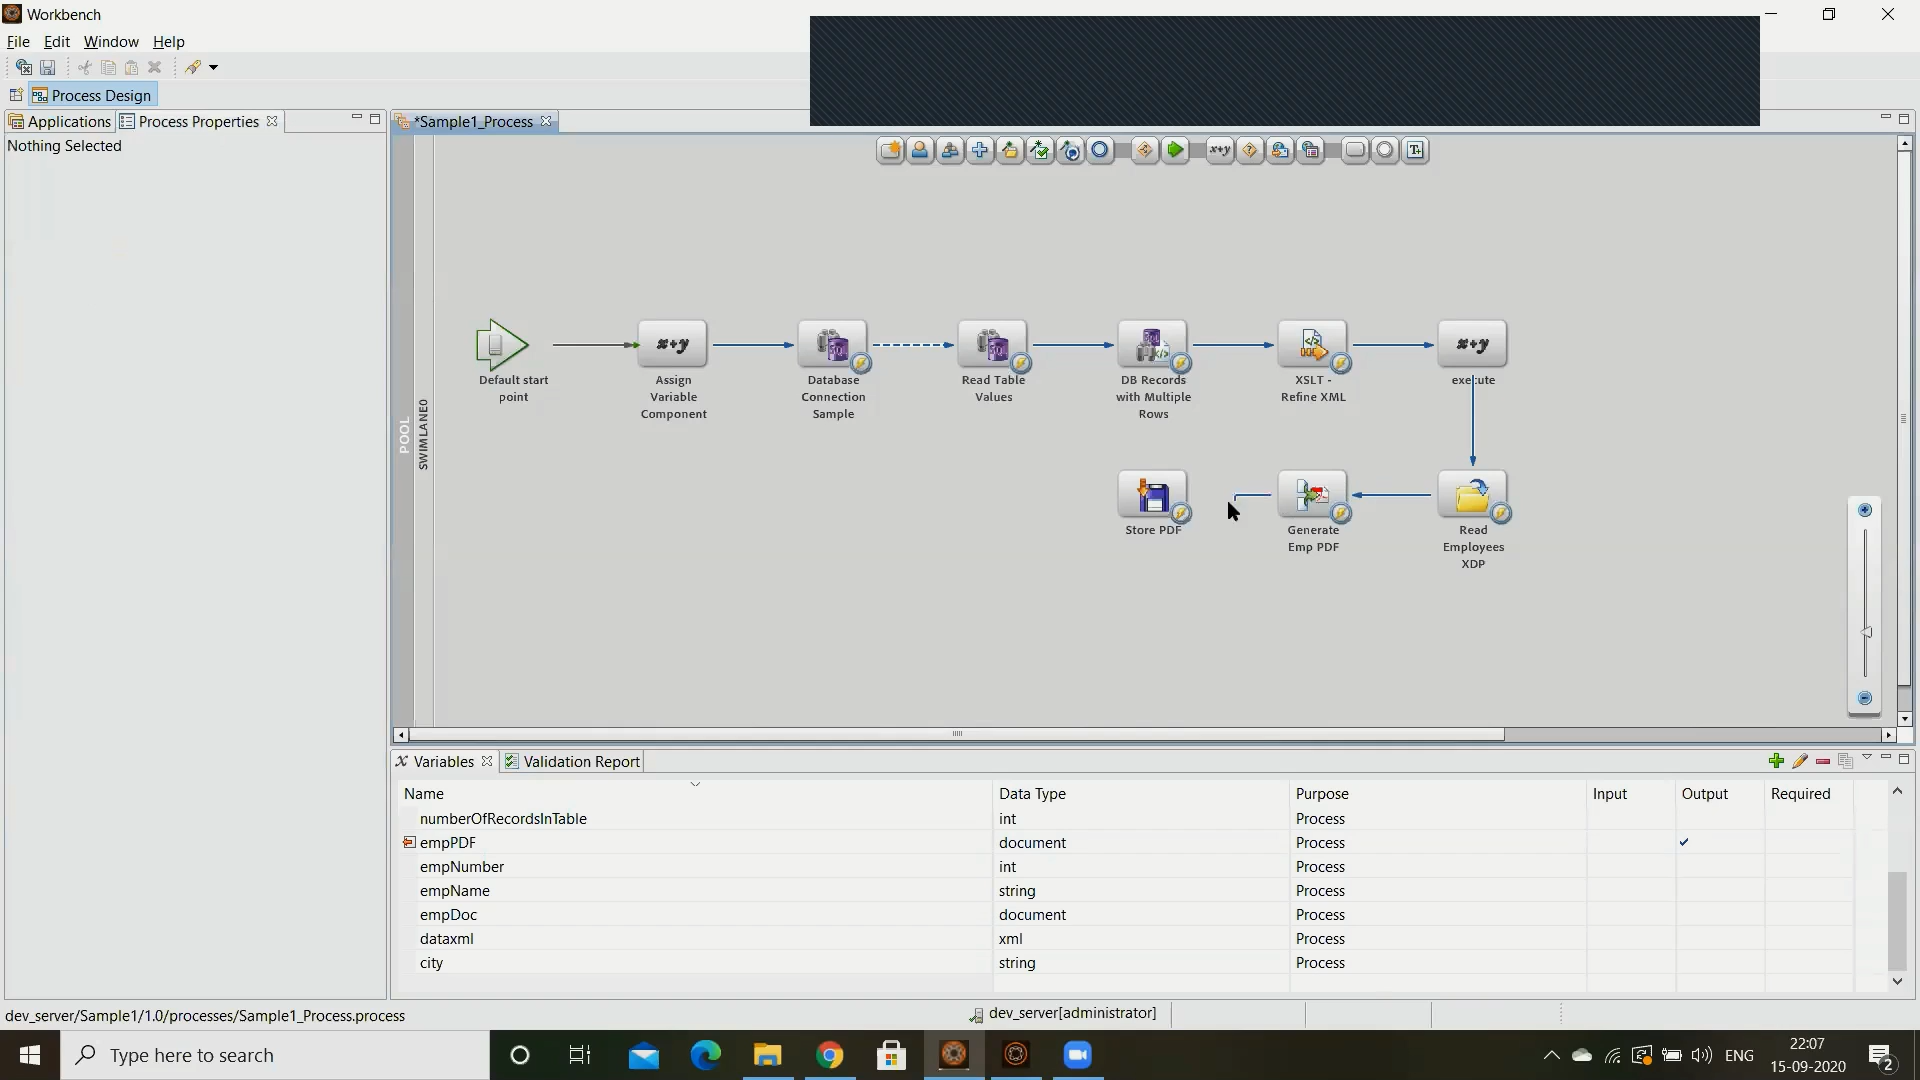 Workbench
File Edit Window Help
Process Design
Applications Process Properties *Sample1_Process
Nothing Selected
x+y ? T+
POOL
SWIMLANE0
Default start
point
x+y
Assign
Variable
Component
SQL
Database
Connection
Sample
SQL
Read Table
Values
SQL
DB Records
with Multiple
Rows
XSLT -
Refine XML
x+y
execute
Store PDF
Generate
Emp PDF
Read
Employees
XDP
Variables Validation Report
Name Data Type Purpose Input Output Required
numberOfRecordsInTable int Process
empPDF document Process
empNumber int Process
empName string Process
empDoc document Process
dataxml xml Process
city string Process
dev_server/Sample1/1.0/processes/Sample1_Process.process dev_server[administrator]
Type here to search ENG 22:07
15-09-2020 2